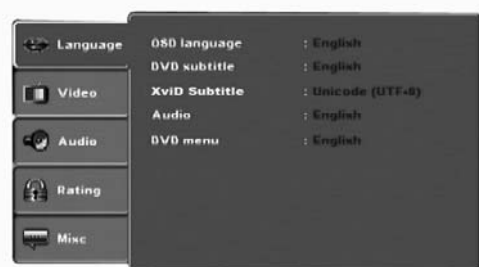 Language
Video
Audio
Rating
Misc
OSD language : English
DVD subtitle : English
XviD Subtitle : Unicode (UTF-8)
Audio : English
DVD menu : English